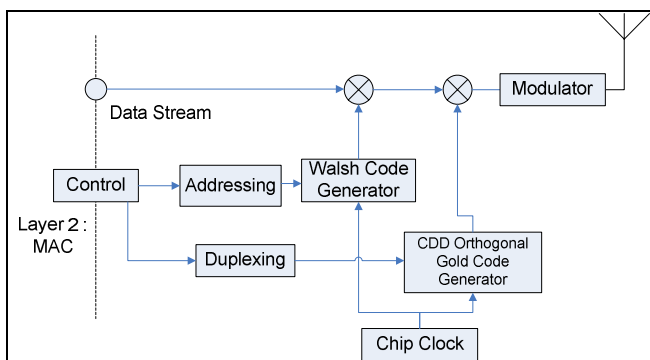 Modulator
Data Stream
Walsh Code
Generator
Control
Addressing
Layer 2 :
MAC
Duplexing
CDD Orthogonal
Gold Code
Generator
Chip Clock